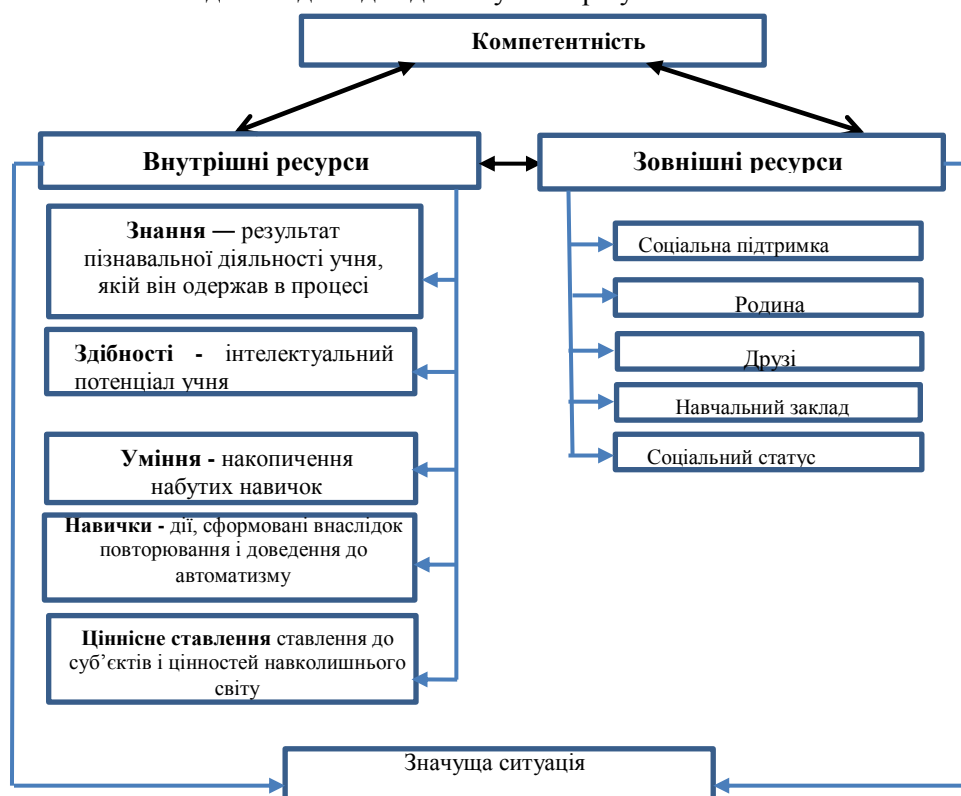 Компетентність
Внутрішні ресурси
Зовнішні ресурси
Знання — результат
пізнавальної діяльності учня,
якій він одержав в процесі
Здібності - інтелектуальний
потенціал учня
Уміння - накопичення
набутих навичок
Навички - дії, сформовані внаслідок
повторювання і доведення до
автоматизму
Ціннісне ставлення ставлення до
суб’єктів і цінностей навколишнього
світу
Соціальна підтримка
Родина
Друзі
Навчальний заклад
Соціальний статус
Значуща ситуація